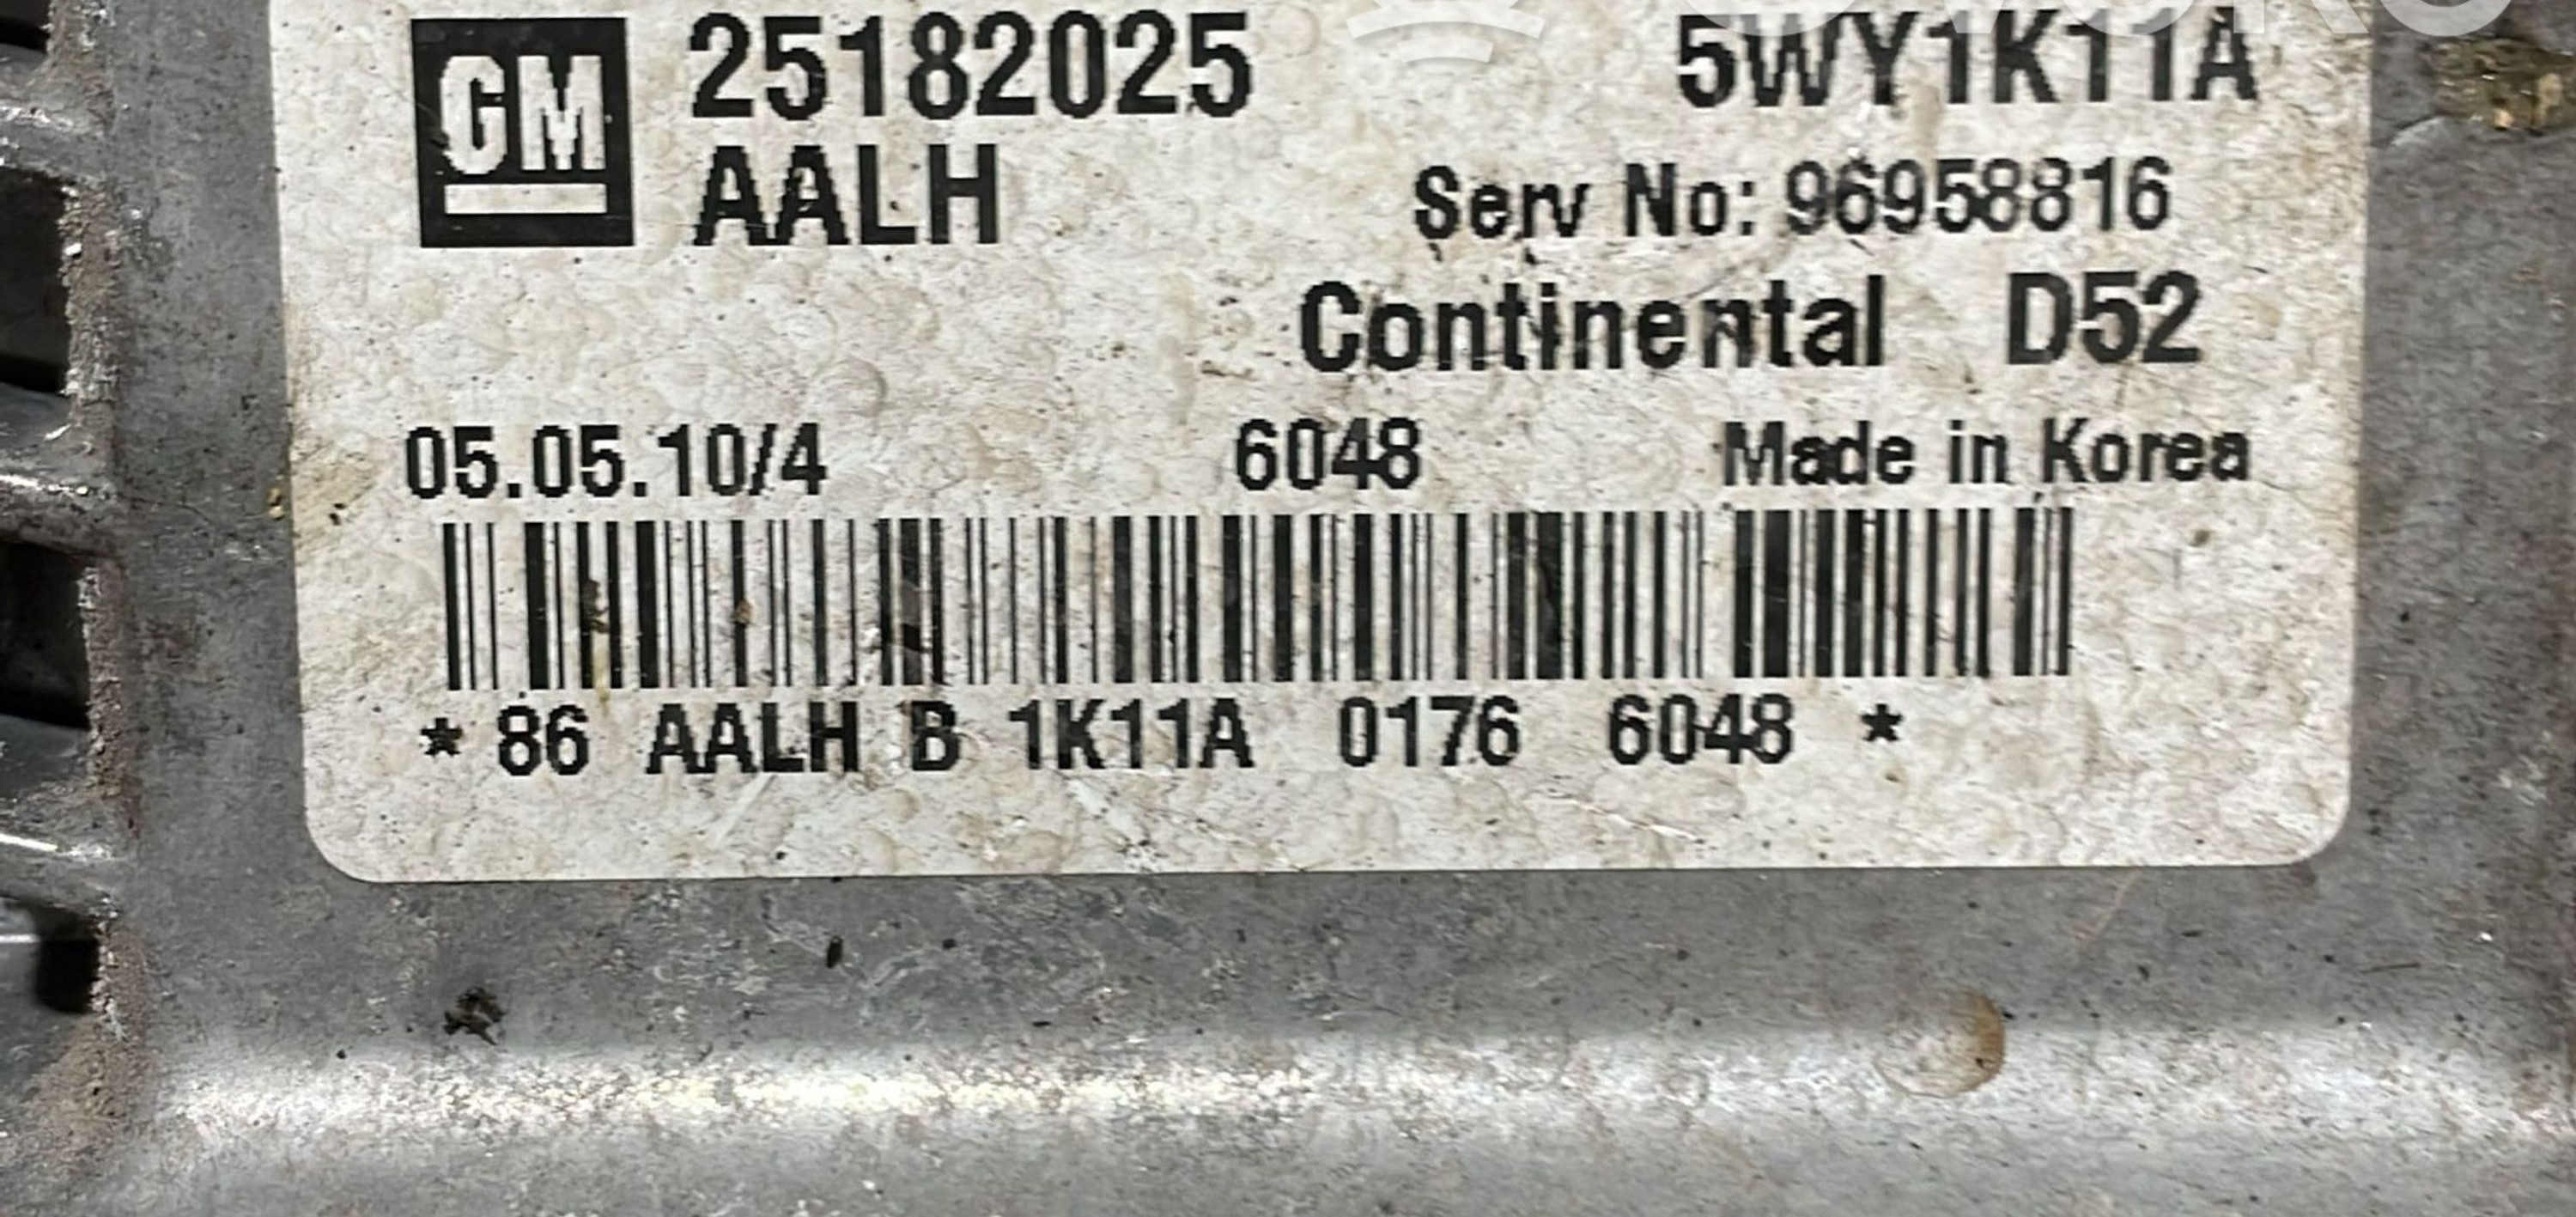 GM 25182025 5WY1K11A
AALH Serv No: 96958816
Continental D52
05.05.10/4 6048 Made in Korea
* 86 AALH B 1K11A 0176 6048 *